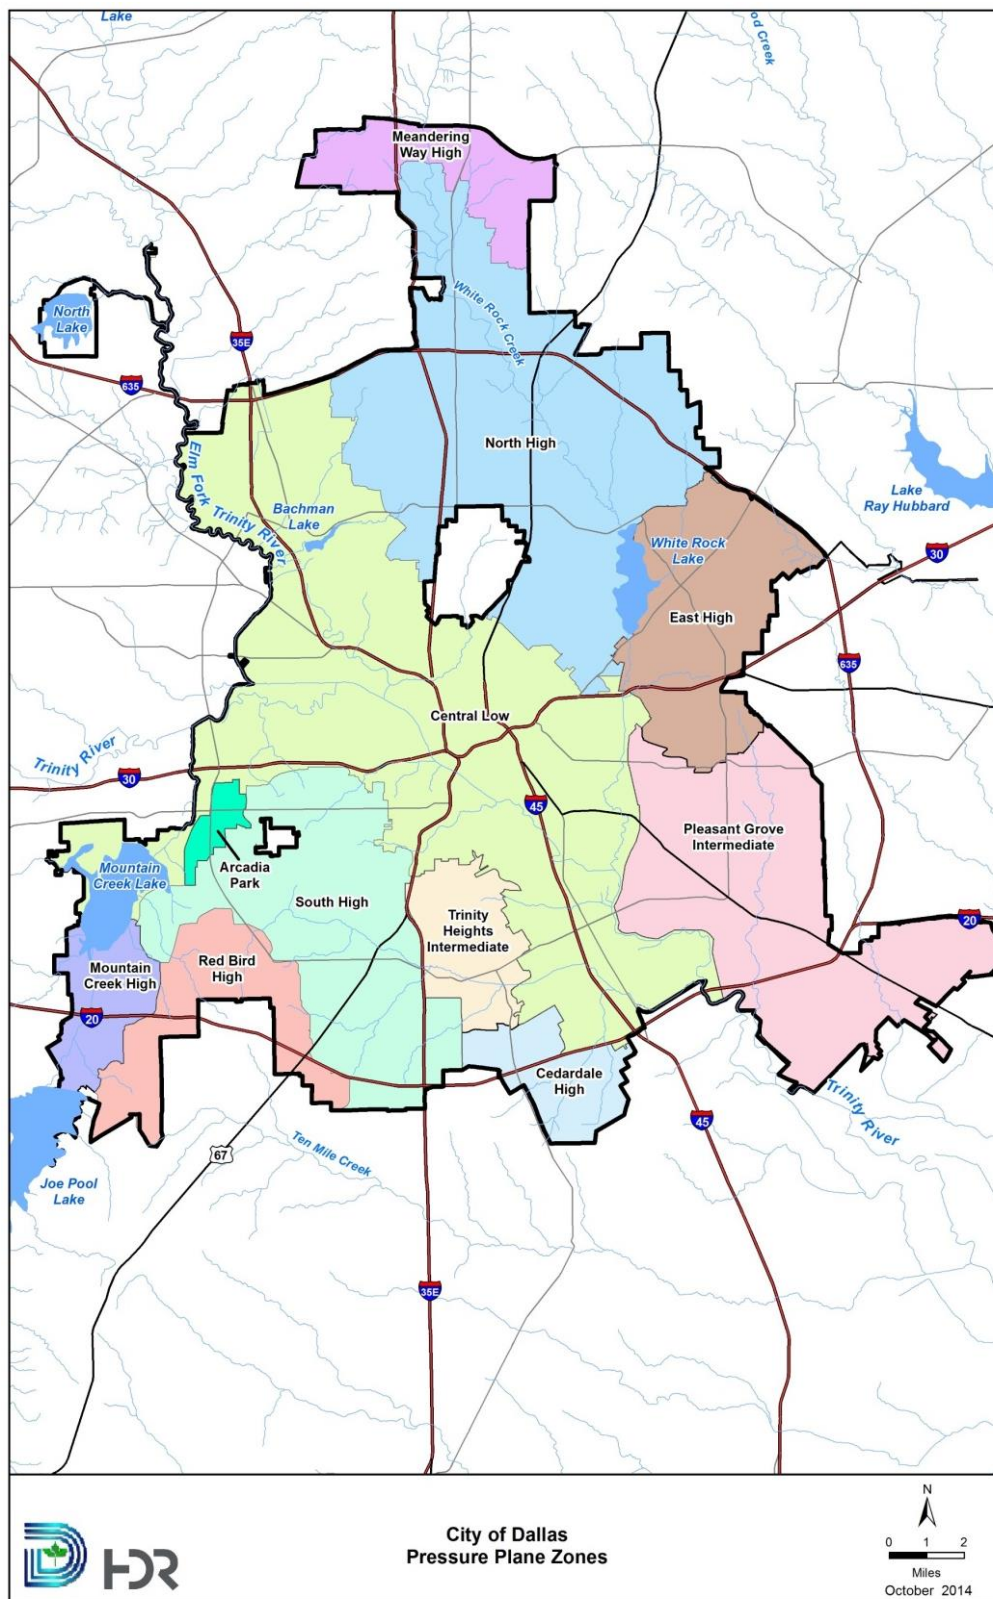 Lake
od Creek
Meandering
Way High
North
Lake
35E
White Rock Creek
635
North High
Elm Fork Trinity River
Bachman
Lake
Lake
Ray Hubbard
White Rock
Lake
30
East High
635
Central Low
Trinity River
30
45
Pleasant Grove
Intermediate
Mountain
Creek Lake
Arcadia
Park
South High
Trinity
Heights
Intermediate
20
Red Bird
High
Mountain
Creek High
20
Cedardale
High
Trinity River
45
Ten Mile Creek
67
Joe Pool
Lake
35E
City of Dallas
Pressure Plane Zones
HDR
N
0 1 2
Miles
October 2014